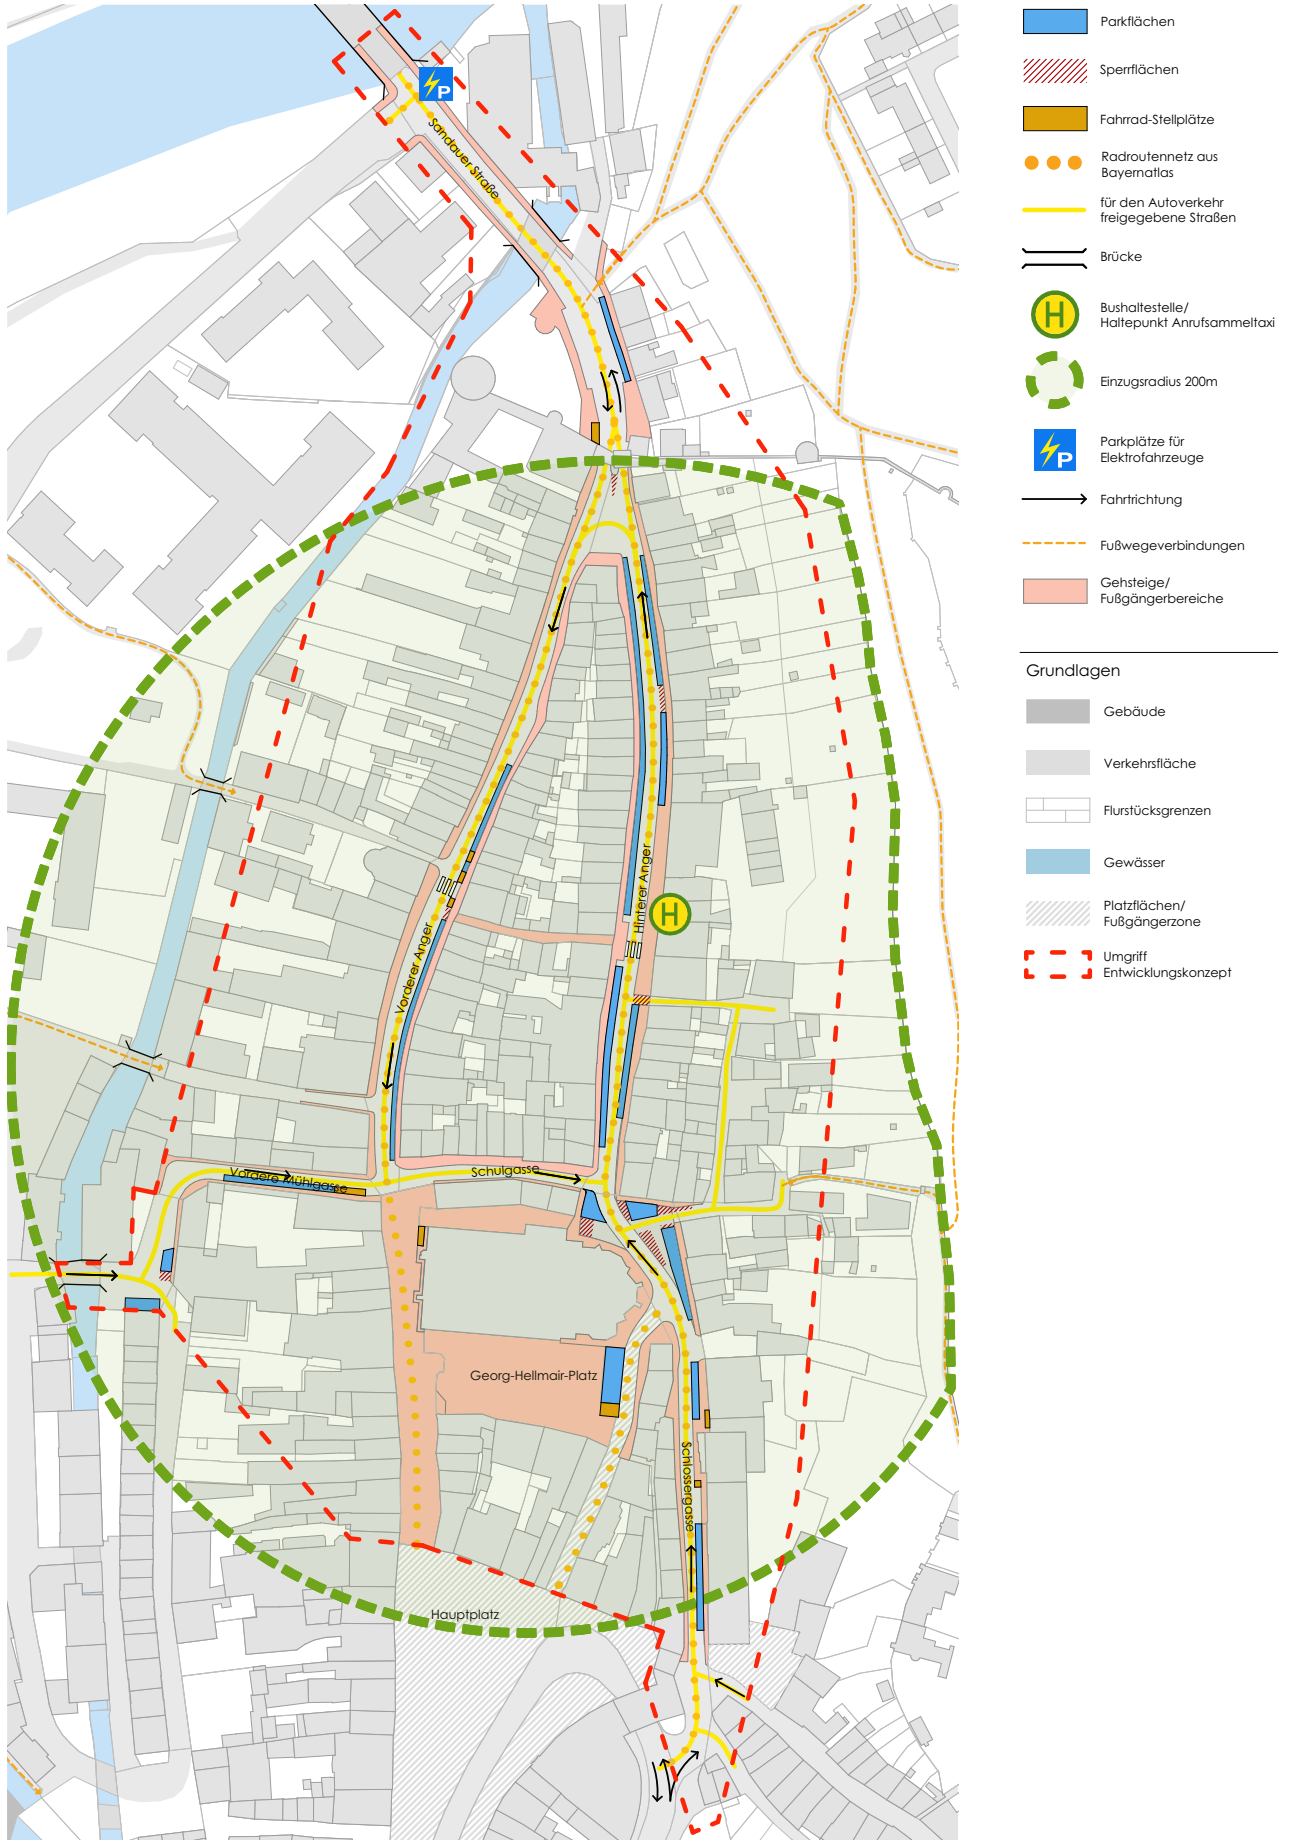 P
Sandauer Straße
Hinterer Anger
H
Vorderer Anger
Vordere Mühlgasse
Schulgasse
Georg-Hellmair-Platz
Schlossergasse
Hauptplatz
Parkflächen
Sperrflächen
Fahrrad-Stellplätze
Radroutennetz aus
Bayernatlas
für den Autoverkehr
freigegebene Straßen
Brücke
H
Bushaltestelle/
Haltepunkt Anrufsammeltaxi
Einzugsradius 200m
P
Parkplätze für
Elektrofahrzeuge
Fahrtrichtung
Fußwegeverbindungen
Gehsteige/
Fußgängerbereiche
Grundlagen
Gebäude
Verkehrsfläche
Flurstücksgrenzen
Gewässer
Platzflächen/
Fußgängerzone
Umgriff
Entwicklungskonzept